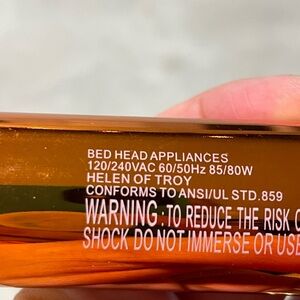 BED HEAD APPLIANCES
120/240VAC 60/50Hz 85/80W
HELEN OF TROY
CONFORMS TO ANSI/UL STD.859
WARNING :TO REDUCE THE RISK
SHOCK DO NOT IMMERSE OR USE